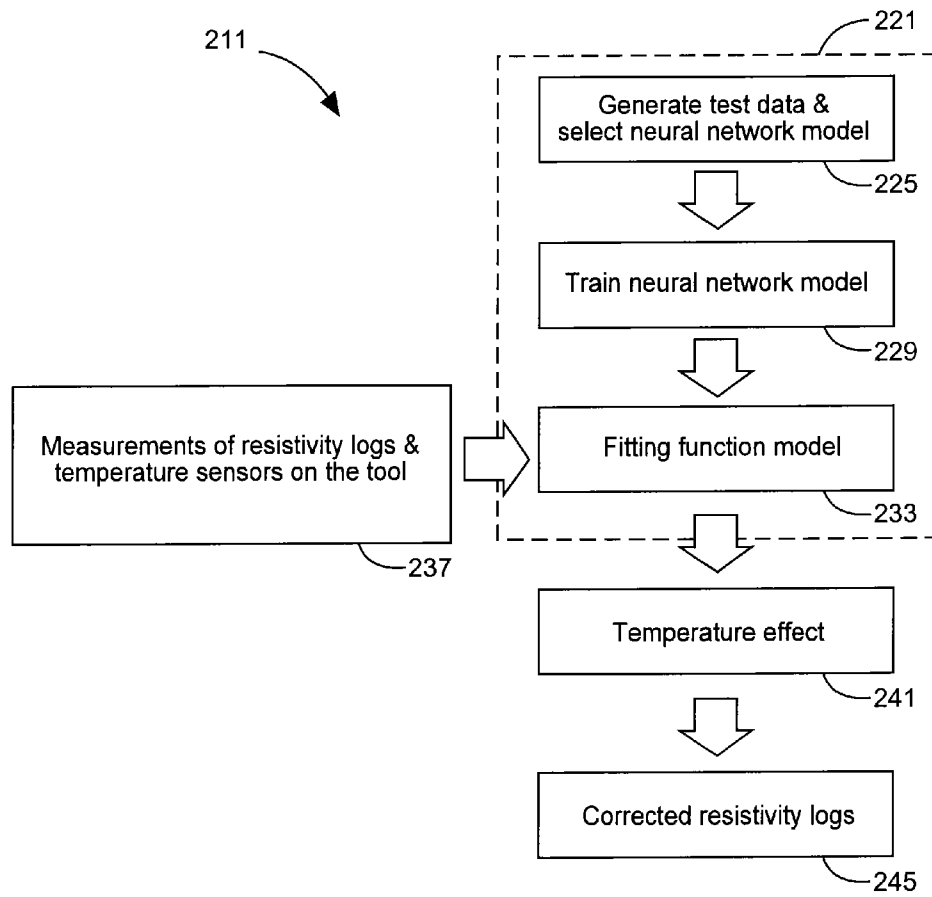 211
221
Generate test data &
select neural network model
225
Train neural network model
229
Measurements of resistivity logs &
temperature sensors on the tool
237
Fitting function model
233
Temperature effect
241
Corrected resistivity logs
245